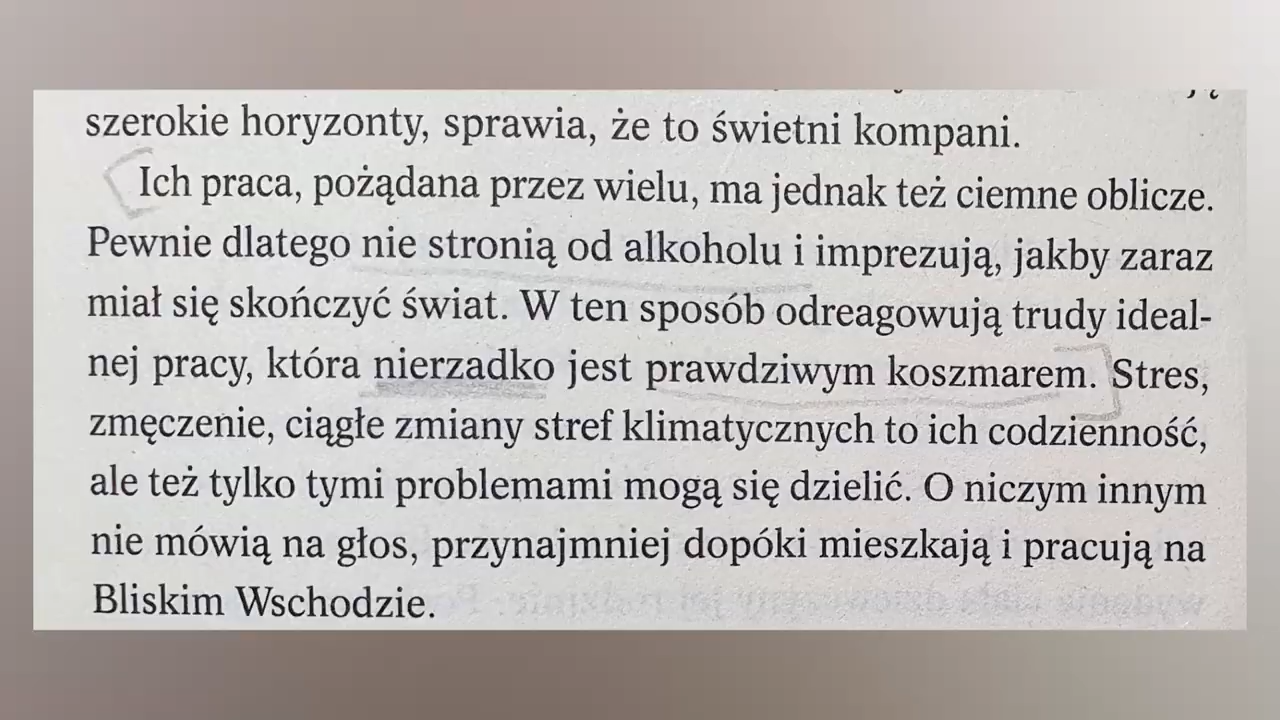 szerokie horyzonty, sprawia, że to świetni kompani.
Ich praca, pożądana przez wielu, ma jednak też ciemne oblicze.
Pewnie dlatego nie stronią od alkoholu i imprezują, jakby zaraz
miał się skończyć świat. W ten sposób odreagowują trudy ideal-
nej pracy, która nierzadko jest prawdziwym koszmarem. Stres,
zmęczenie, ciągłe zmiany stref klimatycznych to ich codzienność,
ale też tylko tymi problemami mogą się dzielić. O niczym innym
nie mówią na głos, przynajmniej dopóki mieszkają i pracują na
Bliskim Wschodzie.